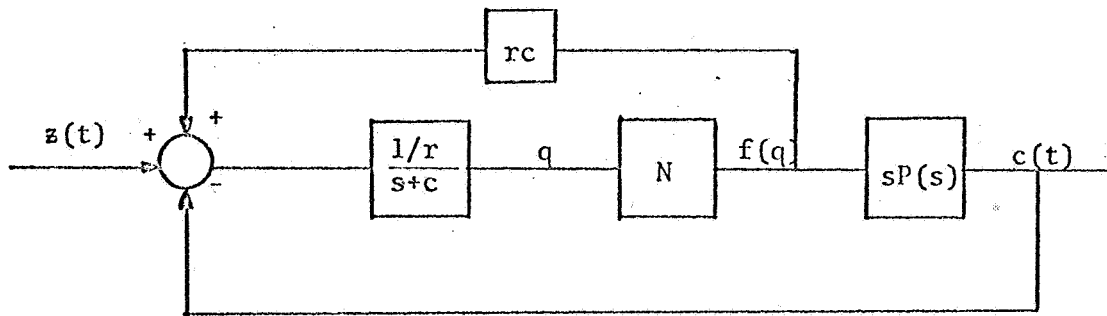 rc
z(t) + +
-
1/r
s+c
q
N
f(q)
sP(s)
c(t)